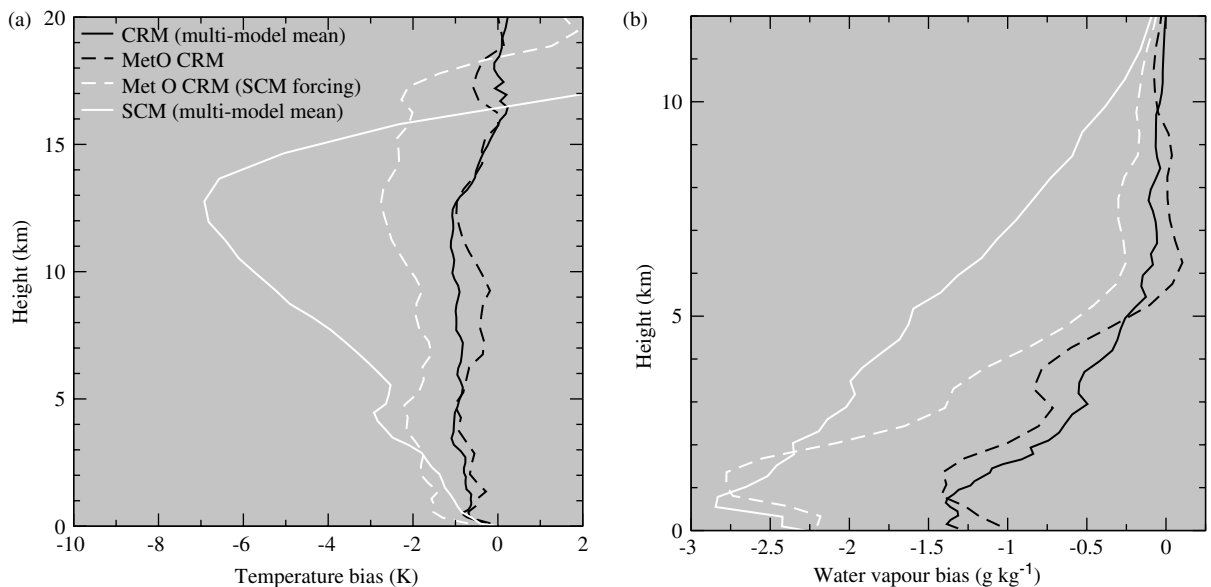 (a)
20
15
10
5
0
Height (km)
CRM (multi-model mean)
MetO CRM
Met O CRM (SCM forcing)
SCM (multi-model mean)
-10 -8 -6 -4 -2 0 2
Temperature bias (K)
(b)
10
5
0
Height (km)
-3 -2.5 -2 -1.5 -1 -0.5 0
Water vapour bias (g kg⁻¹)